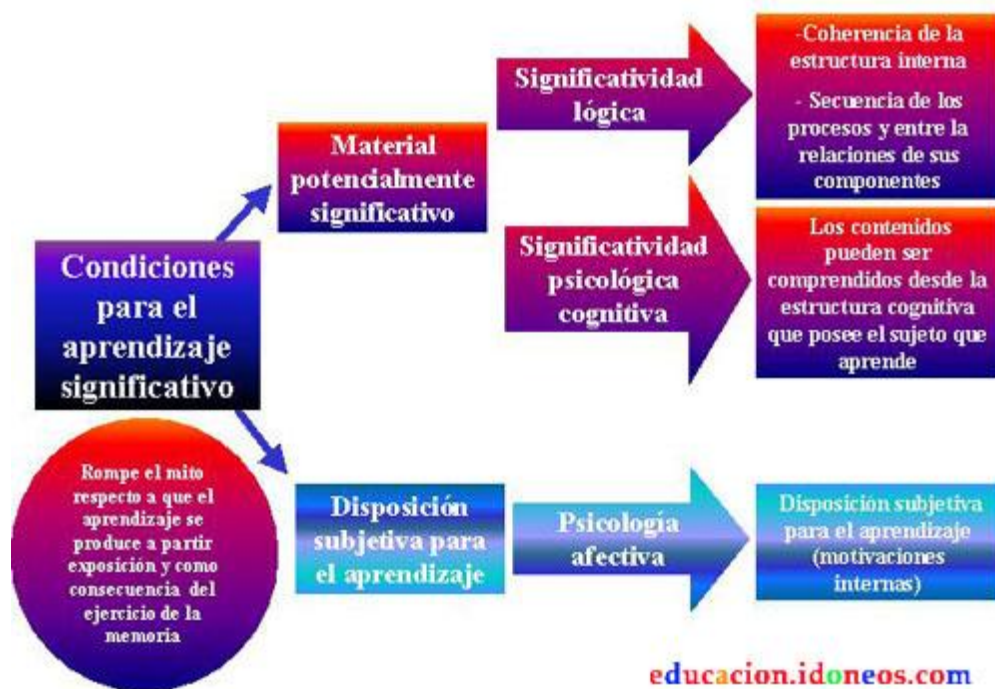 Condiciones
para el
aprendizaje
significativo
Material
potencialmente
significativo
Significatividad
lógica
-Coherencia de la
estructura interna
- Secuencia de los
procesos y entre la
relaciones de sus
componentes
Significatividad
psicológica
cognitiva
Los contenidos
pueden ser
comprendidos desde la
estructura cognitiva
que posee el sujeto que
aprende
Rompe el mito
respecto a que el
aprendizaje se
produce a partir
exposición y como
consecuencia del
ejercicio de la
memoria
Disposición
subjetiva para
el aprendizaje
Psicología
afectiva
Disposición subjetiva
para el aprendizaje
(motivaciones
internas)
educacion.idoneos.com